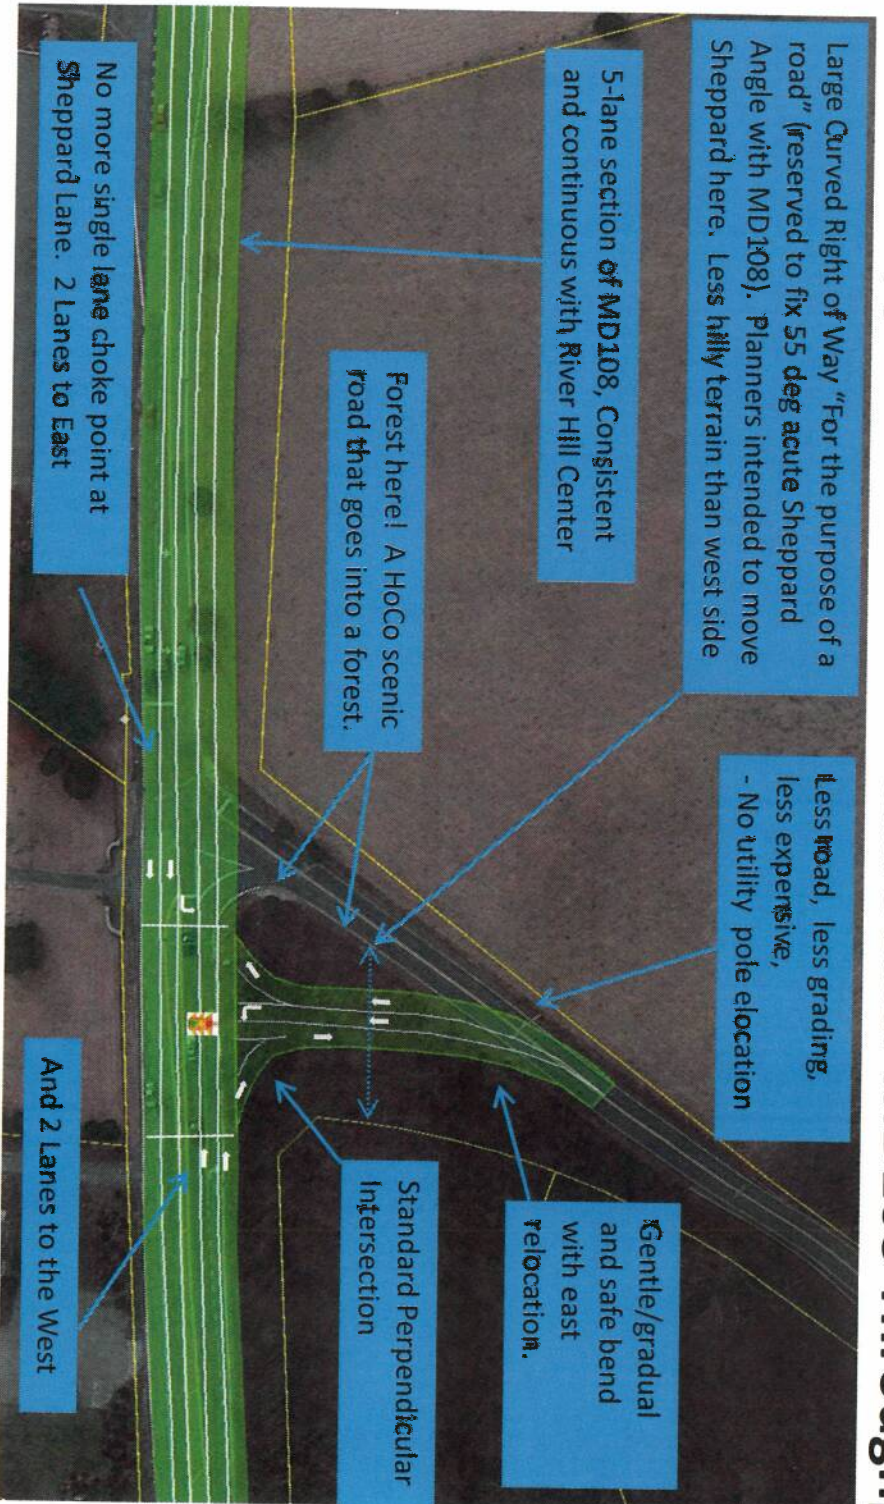 Large Curved Right of Way "For the purpose of a
road" (reserved to fix 55 deg acute Sheppard
Angle with MD108). Planners intended to move
Sheppard here. Less hilly terrain than west side
Less road, less grading,
less expensive,
- No utility pole elocation
5-lane section of MD108, Consistent
and continuous with River Hill Center
Gentle/gradual
and safe bend
with east
relocation.
Forest here! A HoCo scenic
road that goes into a forest.
Standard Perpendicular
Intersection
No more single lane choke point at
Sheppard Lane. 2 Lanes to East
And 2 Lanes to the West